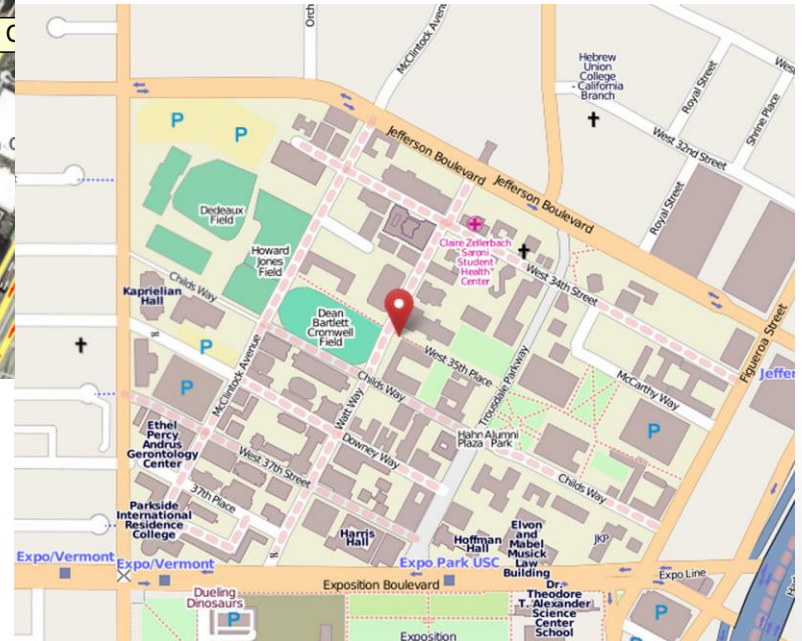 C
Orch
McClintock Aven
Hebrew
Union
College
- California
Branch
Royal Street
Shrine Place
West 32nd Street
P
P
Jefferson Boulevard
Jefferson Boulevard
Royal Street
Dedeaux
Field
Howard
Jones
Field
Claire Zellerbach
Saroni
Student
Health
Center
West 34th Street
Childs Way
Kaprielian
Hall
Dean
Bartlett
Cromwell
Field
P
West 35th Place
Figueroa Street
Jeffer
McClintock Avenue
P
Childs Way
Watt Way
Trousdale Parkway
McCarthy Way
P
Ethel
Percy
Andrus
Gerontology
Center
Downey Way
Hahn Alumni
Plaza Park
West 37th Street
Childs Way
37th Place
Parkside
International
Residence
College
Harris
Hall
Hoffman
Hall
Elvon
and
Mabel
Musick
Law
Building
JKP
Expo/Vermont
Expo/Vermont
Expo Park USC
Expo Line
Exposition Boulevard
Dueling
Dinosaurs
P
Dr.
Theodore
T. Alexander
Science
Center
School
P
Exposition